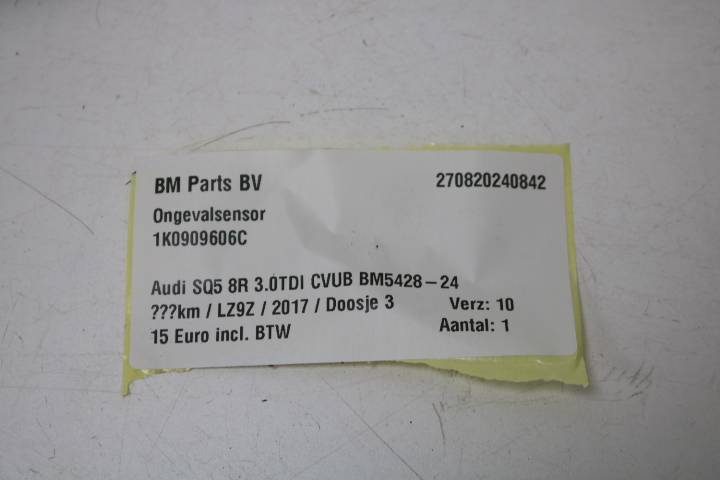 BM Parts BV 270820240842
Ongevalsensor
1K0909606C
Audi SQ5 8R 3.0TDI CVUB BM5428-24
???km / LZ9Z / 2017 / Doosje 3 Verz: 10
15 Euro incl. BTW Aantal: 1